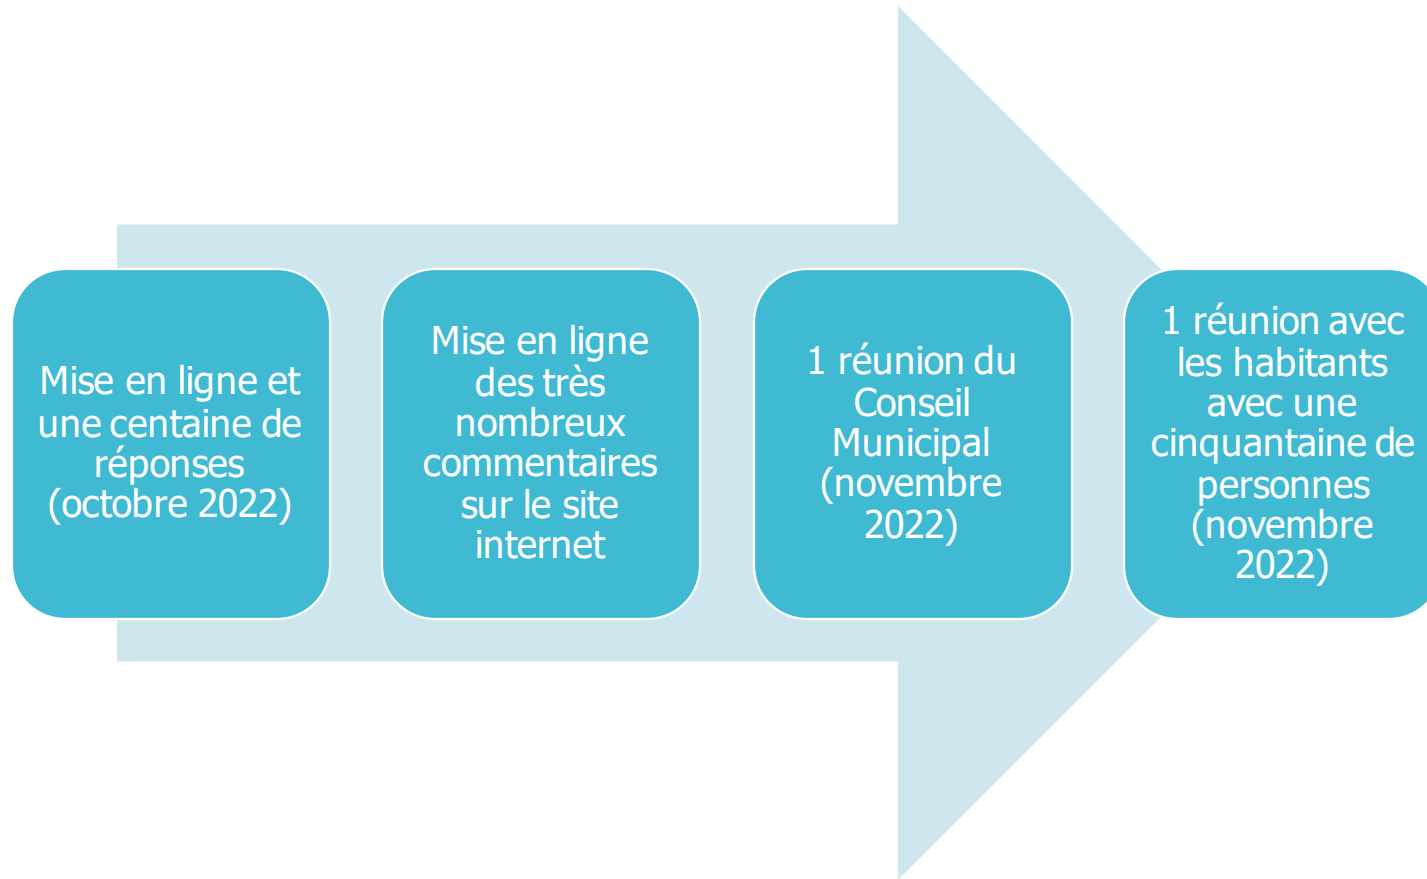 Mise en ligne et
une centaine de
réponses
(octobre 2022)
Mise en ligne
des très
nombreux
commentaires
sur le site
internet
1 réunion du
Conseil
Municipal
(novembre
2022)
1 réunion avec
les habitants
avec une
cinquantaine de
personnes
(novembre
2022)